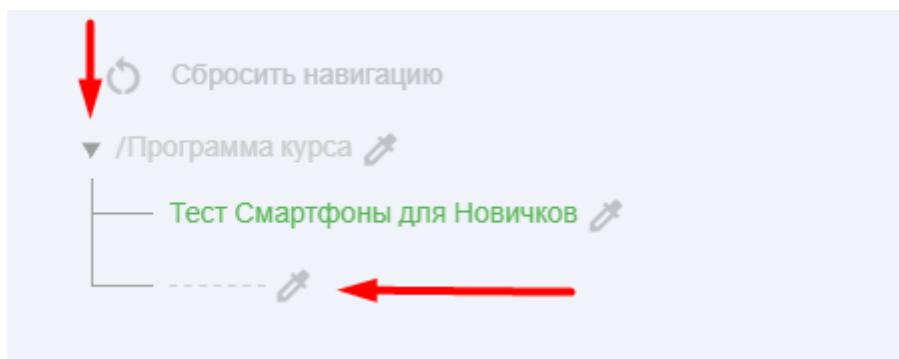 Сбросить навигацию
/Программа курса
Тест Смартфоны для Новичков